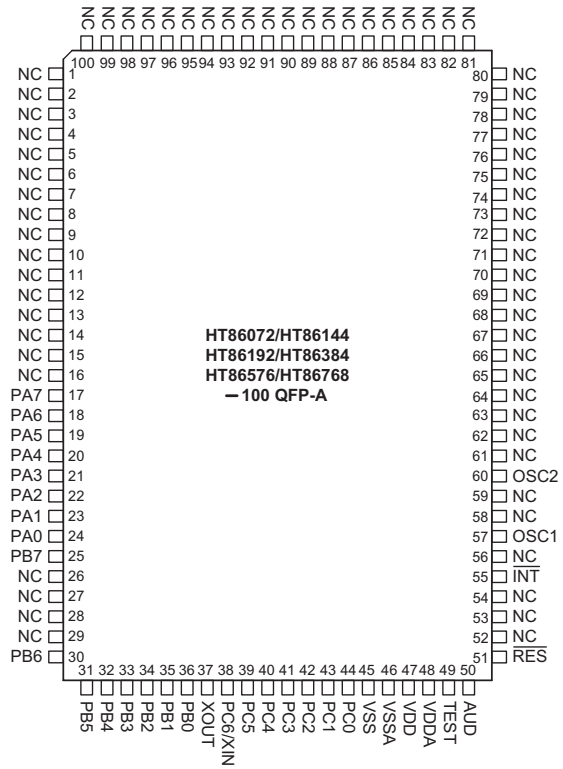 NC NC NC NC NC NC NC NC NC NC NC NC NC NC NC NC NC NC NC NC
100 99 98 97 96 95 94 93 92 91 90 89 88 87 86 85 84 83 82 81
NC 1 80 NC
NC 2 79 NC
NC 3 78 NC
NC 4 77 NC
NC 5 76 NC
NC 6 75 NC
NC 7 74 NC
NC 8 73 NC
NC 9 72 NC
NC 10 71 NC
NC 11 70 NC
NC 12 69 NC
NC 13 68 NC
NC 14 HT86072/HT86144 67 NC
NC 15 HT86192/HT86384 66 NC
NC 16 HT86576/HT86768 65 NC
PA7 17 –100 QFP-A 64 NC
PA6 18 63 NC
PA5 19 62 NC
PA4 20 61 NC
PA3 21 60 OSC2
PA2 22 59 NC
PA1 23 58 NC
PA0 24 57 OSC1
PB7 25 56 NC
NC 26 55 INT
NC 27 54 NC
NC 28 53 NC
NC 29 52 NC
PB6 30 51 RES
31 32 33 34 35 36 37 38 39 40 41 42 43 44 45 46 47 48 49 50
PB5 PB4 PB3 PB2 PB1 PB0 XOUT PC6/XIN PC5 PC4 PC3 PC2 PC1 PC0 VSS VSSA VDD VDDA TEST AUD